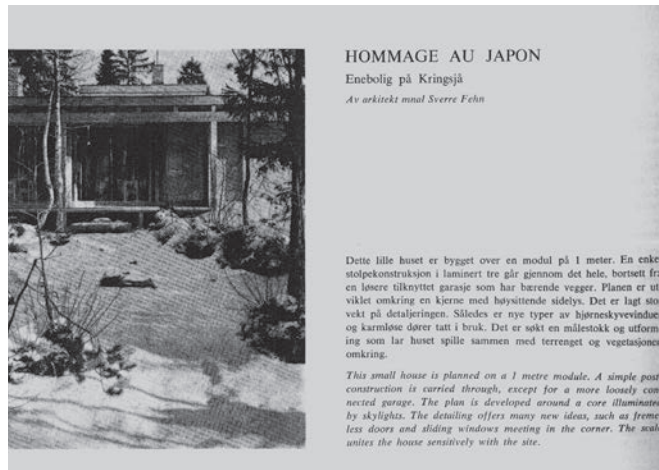 HOMMAGE AU JAPON
Enebolig på Kringsjå
Av arkitekt mnal Sverre Fehn
Dette lille huset er bygget over en modul på 1 meter. En enke
stolpekonstruksjon i laminert tre går gjennom det hele, bortsett fra
en løsere tilknyttet garasje som har bærende vegger. Planen er ut
viklet omkring en kjerne med høysittende sidelys. Det er lagt sto
vekt på detaljeringen. Således er nye typer av hjørneskyvevinduer
og karmløse dører tatt i bruk. Det er søkt en målestokk og utform
ing som lar huset spille sammen med terrenget og vegetasjonen
omkring.
This small house is planned on a 1 metre module. A simple post
construction is carried through, except for a more loosely con
nected garage. The plan is developed around a core illuminated
by skylights. The detailing offers many new ideas, such as freme
less doors and sliding windows meeting in the corner. The scale
unites the house sensitively with the site.